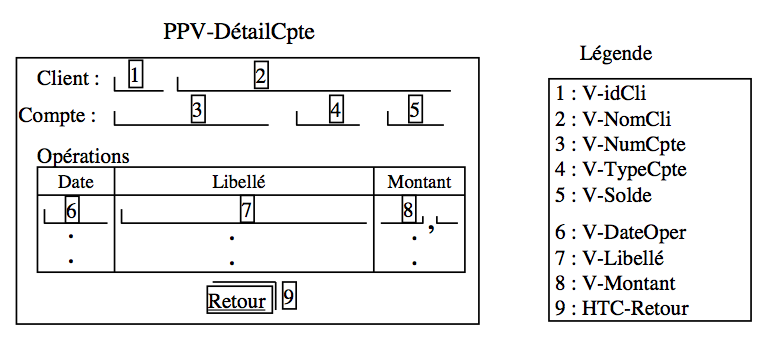 PPV-DétailCpte
Client : 1 2
Compte : 3 4 5
Opérations
Date Libellé Montant
6 7 8 ,
. . .
. . .
Retour 9
Légende
1 : V-idCli
2 : V-NomCli
3 : V-NumCpte
4 : V-TypeCpte
5 : V-Solde
6 : V-DateOper
7 : V-Libellé
8 : V-Montant
9 : HTC-Retour